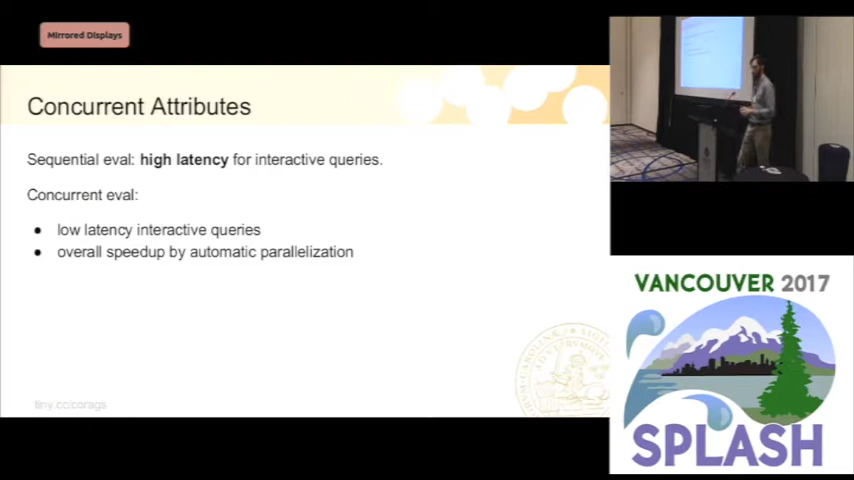 Mirrored Displays
Concurrent Attributes
Sequential eval: high latency for interactive queries.
Concurrent eval:
● low latency interactive queries
● overall speedup by automatic parallelization
tiny.cc/corags
VANCOUVER 2017
SPLASH